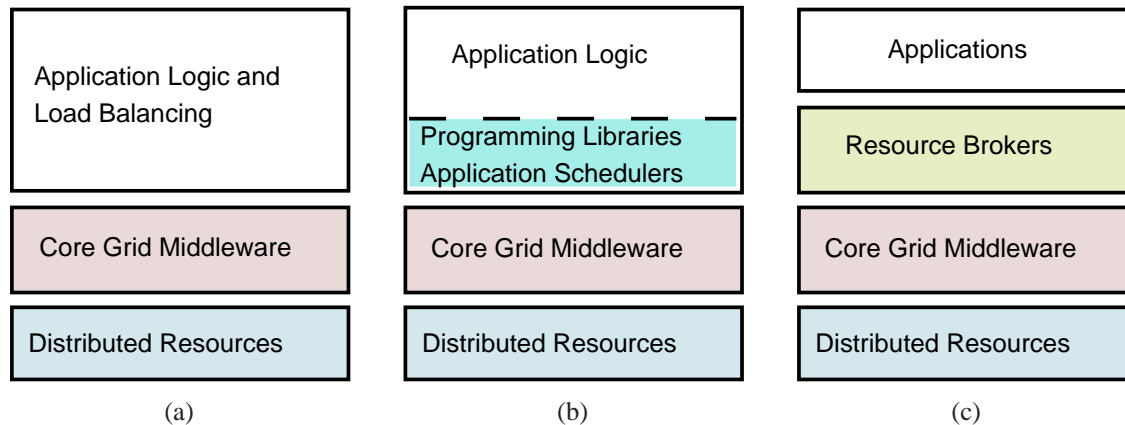 Application Logic and
Load Balancing
Core Grid Middleware
Distributed Resources
(a)
Application Logic
Programming Libraries
Application Schedulers
Core Grid Middleware
Distributed Resources
(b)
Applications
Resource Brokers
Core Grid Middleware
Distributed Resources
(c)